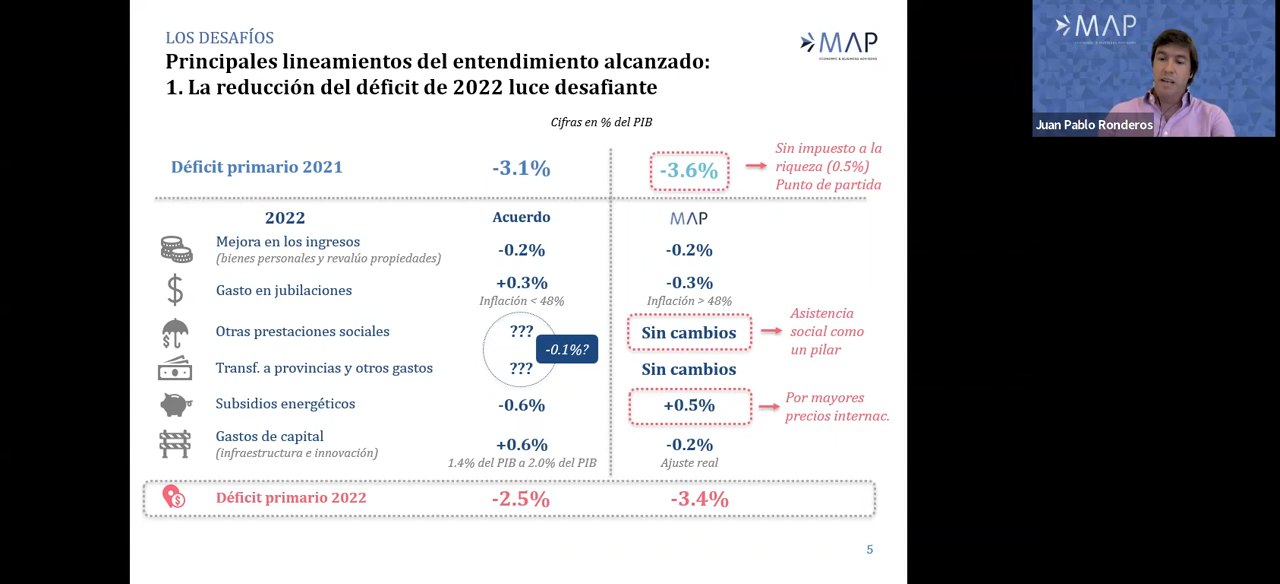 LOS DESAFÍOS
Principales lineamientos del entendimiento alcanzado:
1. La reducción del déficit de 2022 luce desafiante
MAP
ECONOMIC & BUSINESS ADVISORS
MAP
Juan Pablo Ronderos
Cifras en % del PIB
Déficit primario 2021
-3.1%
-3.6%
Sin impuesto a la
riqueza (0.5%)
Punto de partida
2022
Acuerdo
MAP
Mejora en los ingresos
(bienes personales y revalúo propiedades)
-0.2%
-0.2%
Gasto en jubilaciones
+0.3%
Inflación < 48%
-0.3%
Inflación > 48%
Otras prestaciones sociales
???
-0.1%?
Sin cambios
Asistencia
social como
un pilar
Transf. a provincias y otros gastos
???
Sin cambios
Subsidios energéticos
-0.6%
+0.5%
Por mayores
precios internac.
Gastos de capital
(infraestructura e innovación)
+0.6%
1.4% del PIB a 2.0% del PIB
-0.2%
Ajuste real
Déficit primario 2022
-2.5%
-3.4%
5